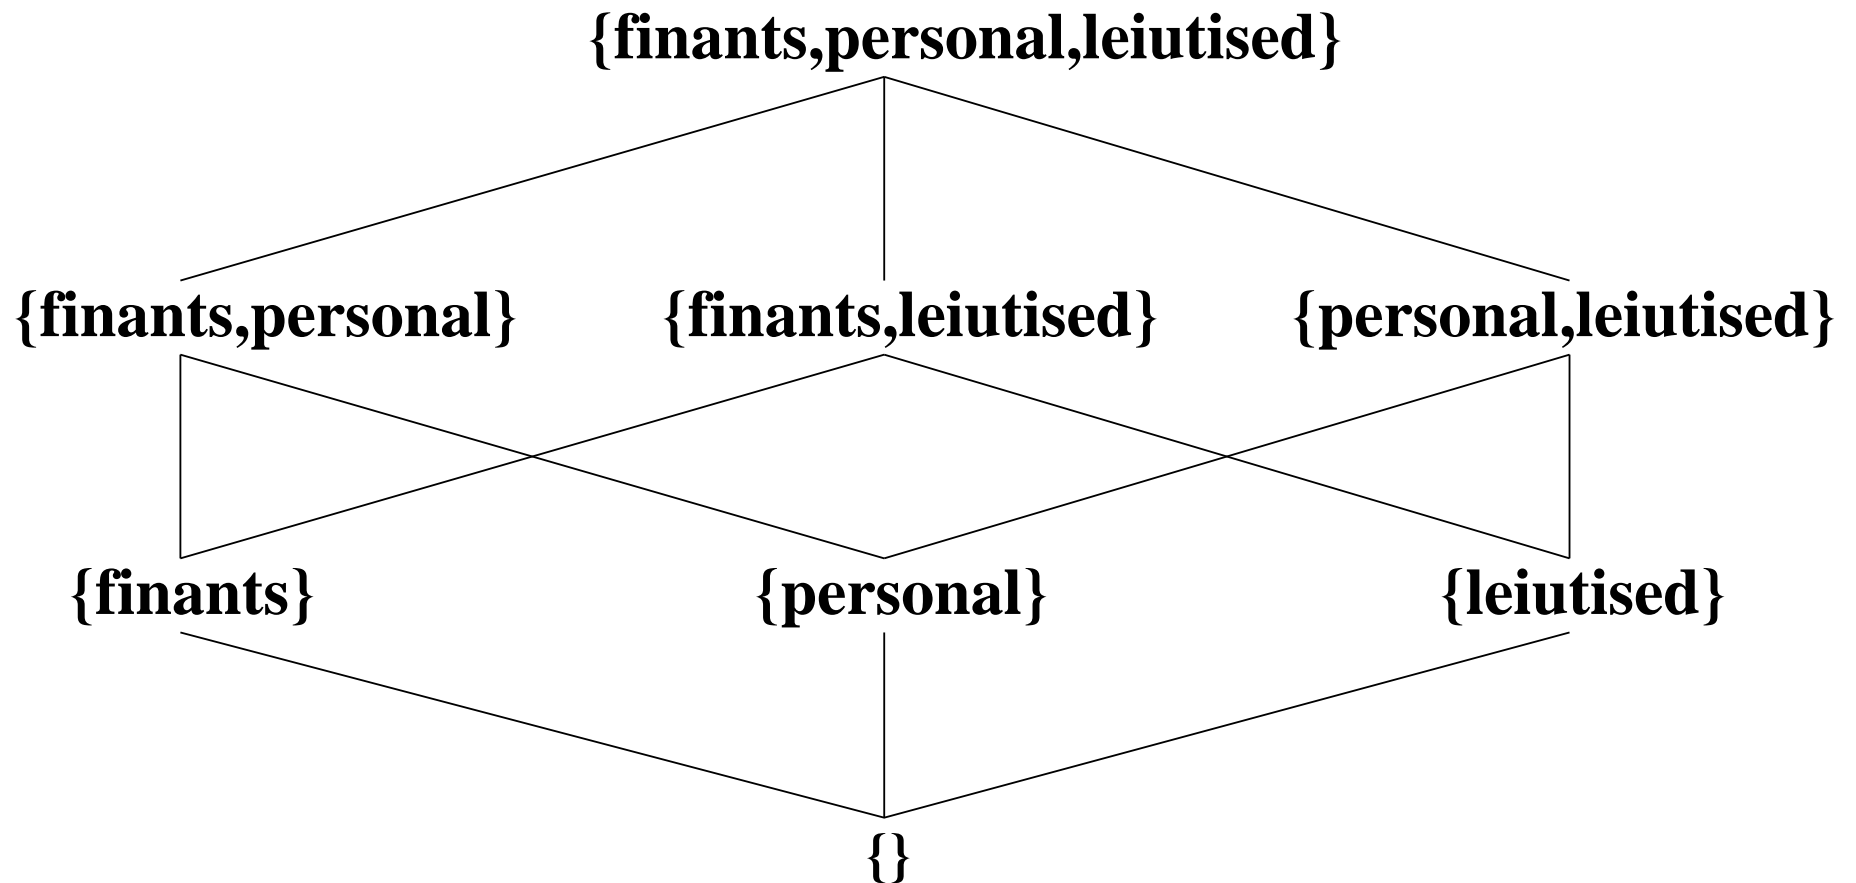 {finants,personal,leiutised}
{finants,personal} {finants,leiutised} {personal,leiutised}
{finants} {personal} {leiutised}
{}